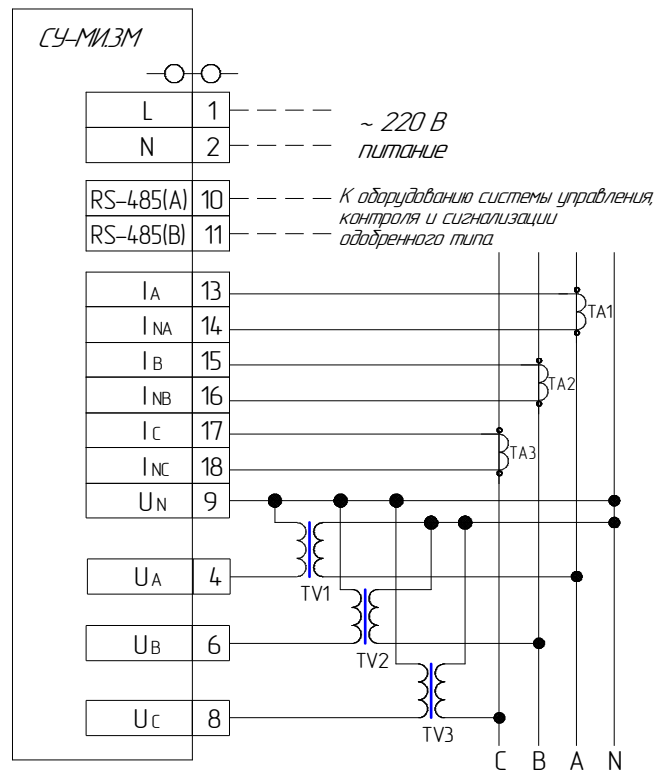 СУ-МИ.3М
L 1
N 2
~ 220 В
питание
RS-485(A) 10
RS-485(B) 11
К оборудованию системы управления,
контроля и сигнализации
одобренного типа
IA 13
INA 14
IB 15
INB 16
IC 17
INC 18
UN 9
UA 4
UB 6
UC 8
TA1
TA2
TA3
TV1
TV2
TV3
C B A N